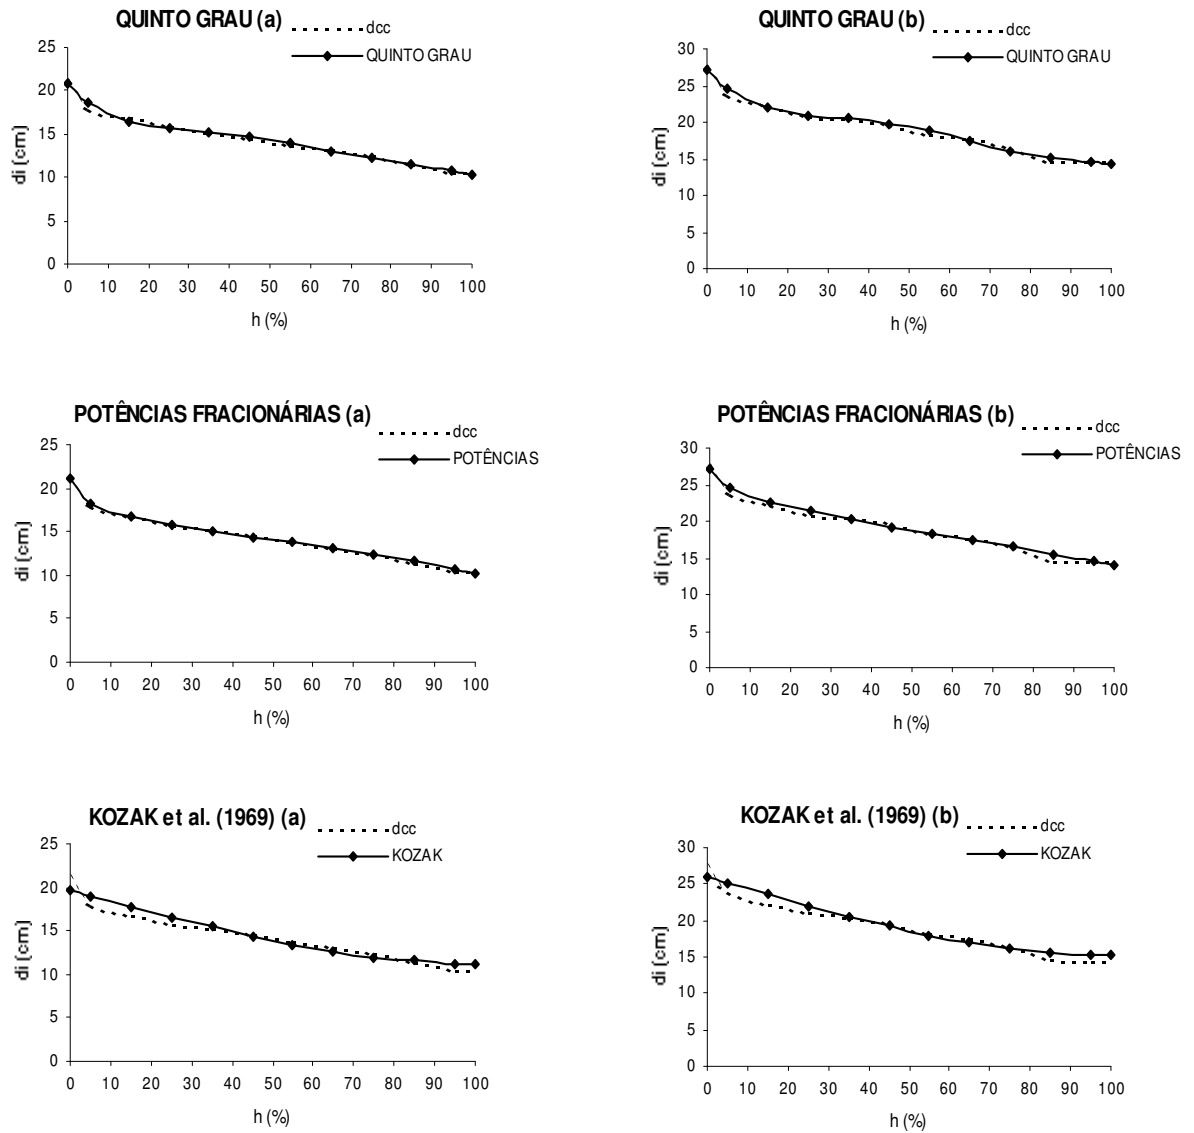 QUINTO GRAU (a)
dcc
QUINTO GRAU
25
20
15
10
5
0
di (cm)
0 10 20 30 40 50 60 70 80 90 100
h (%)
QUINTO GRAU (b)
dcc
QUINTO GRAU
30
25
20
15
10
5
0
di (cm)
0 10 20 30 40 50 60 70 80 90 100
h (%)
POTÊNCIAS FRACIONÁRIAS (a)
dcc
POTÊNCIAS
25
20
15
10
5
0
di (cm)
0 10 20 30 40 50 60 70 80 90 100
h (%)
POTÊNCIAS FRACIONÁRIAS (b)
dcc
POTÊNCIAS
30
25
20
15
10
5
0
di (cm)
0 10 20 30 40 50 60 70 80 90 100
h (%)
KOZAK et al. (1969) (a)
dcc
KOZAK
25
20
15
10
5
0
di (cm)
0 10 20 30 40 50 60 70 80 90 100
h (%)
KOZAK et al. (1969) (b)
dcc
KOZAK
30
25
20
15
10
5
0
di (cm)
0 10 20 30 40 50 60 70 80 90 100
h (%)